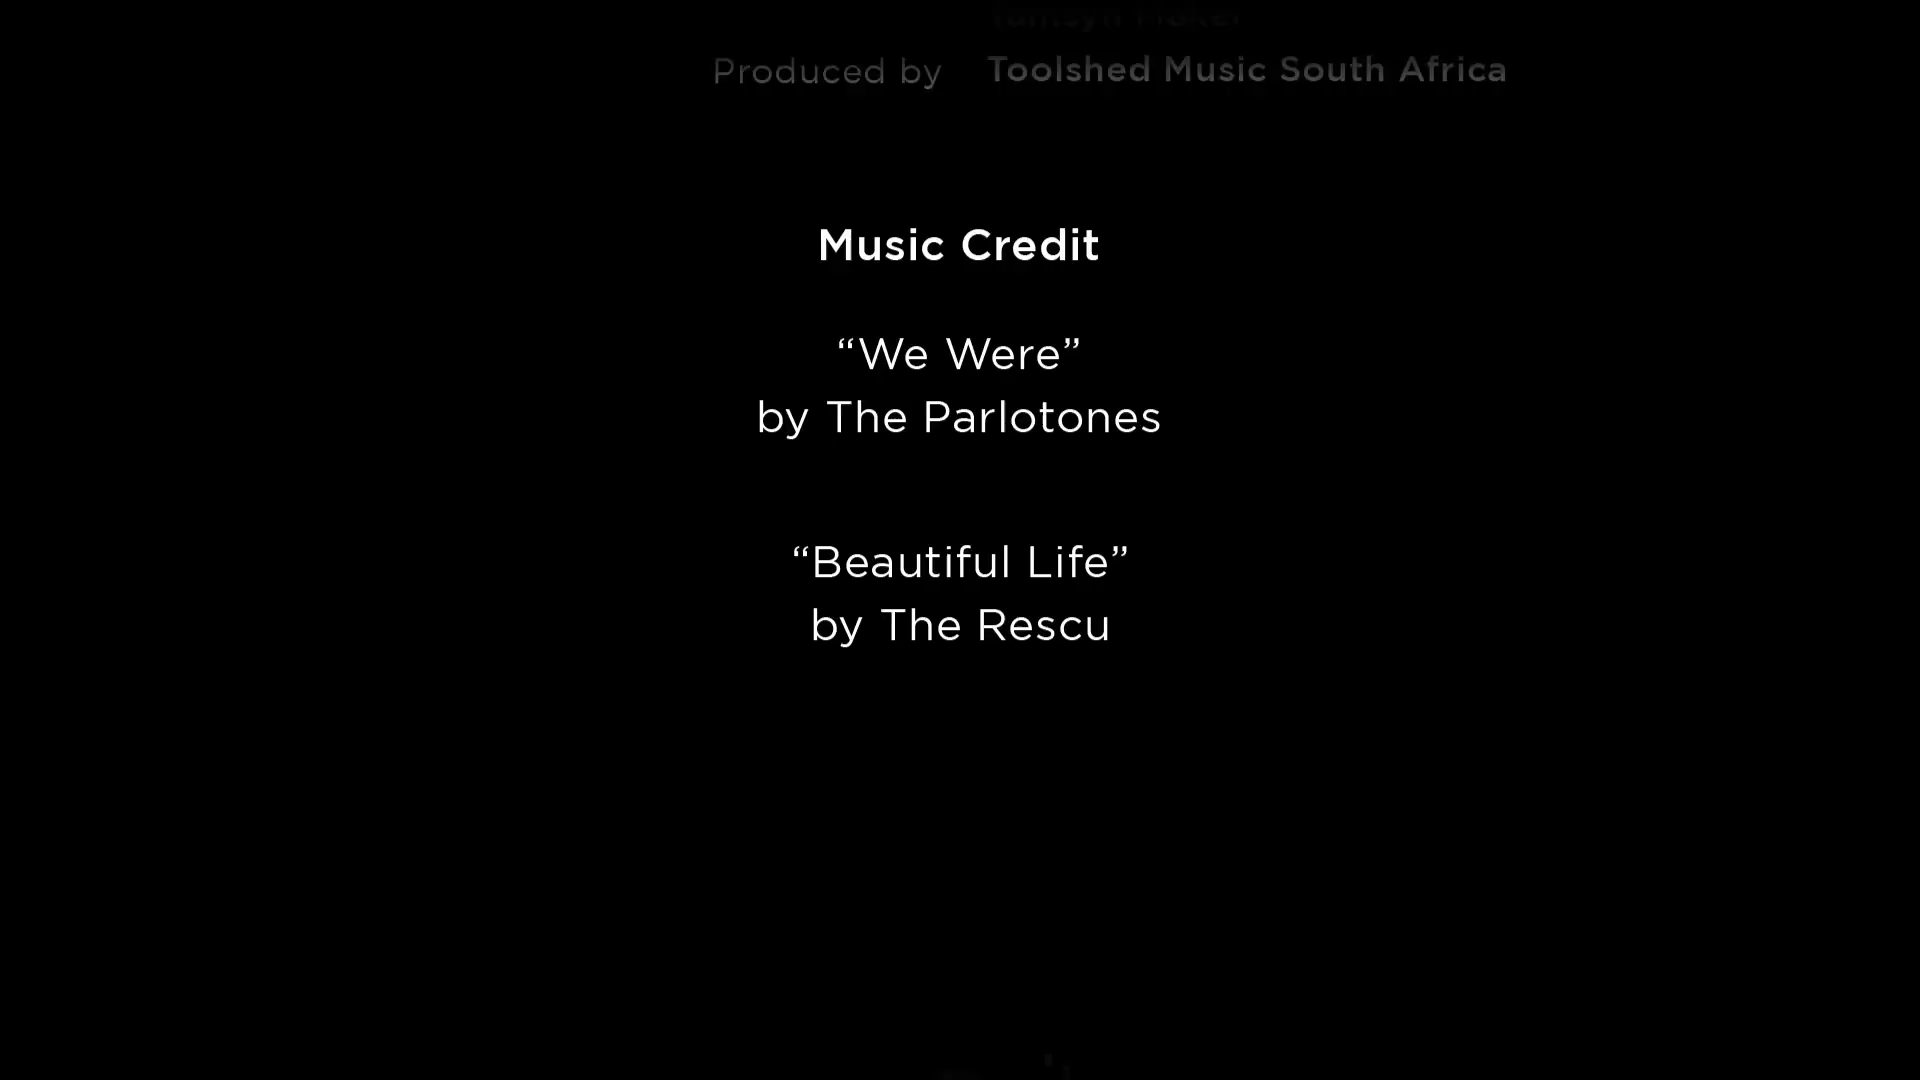 Produced by Toolshed Music South Africa
Music Credit
“We Were”
by The Parlotones
“Beautiful Life”
by The Rescu